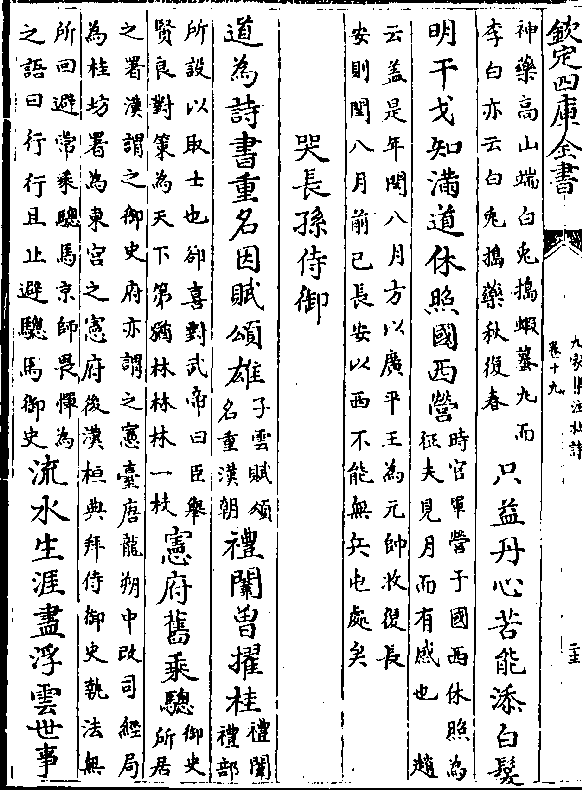 欽定四庫全書
九家集注杜詩
卷十九
神藥高山端白兎搗蝦蟇丸而
李白亦云白兎搗藥秋復春
只益丹心苦能添白髮
明干戈知滿道休照國西營
時官軍營于國西休照為
征夫見月而有感也　趙
云盖是年閏八月方以廣平王為元帥收復長
安則閏八月前已長安以西不能無兵屯處矣
哭長孫侍御
道為詩書重名因賦頌雄
子雲賦頌
名重漢朝
禮闈曾擢桂
禮闈
禮部
所設以取士也郤喜對武帝曰臣舉
賢良對策為天下第猶林林林一枝
憲府舊乘驄
御史
所居
之署漢謂之御史府亦謂之憲臺唐龍朔中改司經局
為桂坊署為東宮之憲府後漢桓典拜侍御史執法無
所回避常乘驄馬京師畏憚為
之語曰行行且止避驄馬御史
流水生涯盡浮雲世事